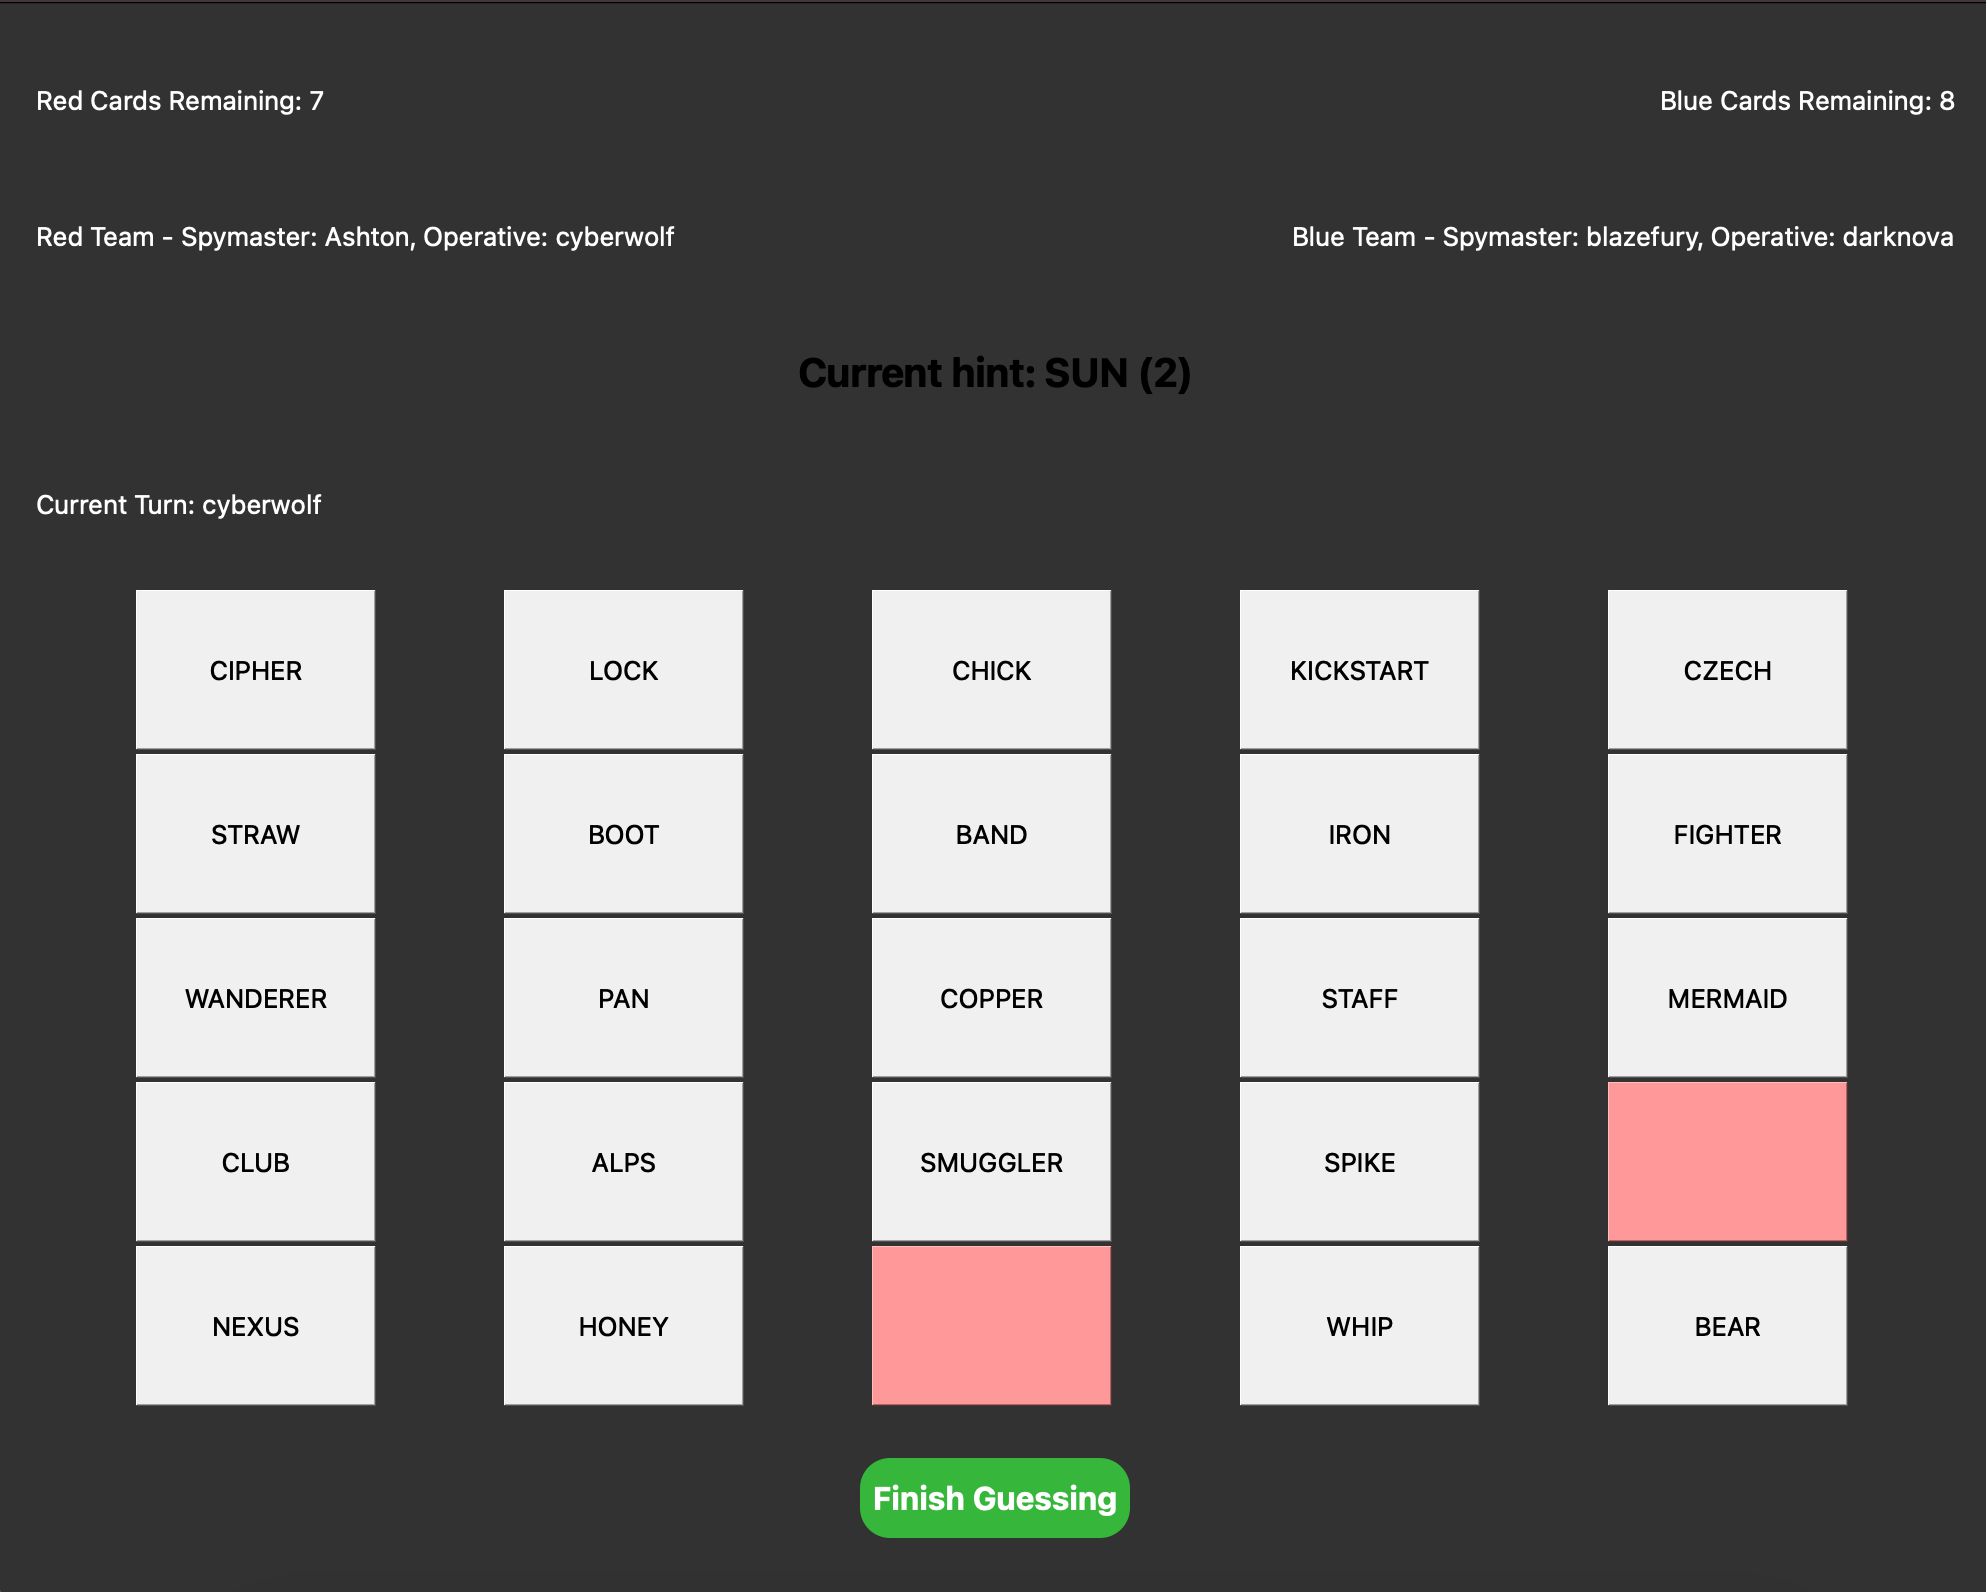 Red Cards Remaining: 7
Blue Cards Remaining: 8
Red Team - Spymaster: Ashton, Operative: cyberwolf
Blue Team - Spymaster: blazefury, Operative: darknova
Current hint: SUN (2)
Current Turn: cyberwolf
CIPHER LOCK CHICK KICKSTART CZECH
STRAW BOOT BAND IRON FIGHTER
WANDERER PAN COPPER STAFF MERMAID
CLUB ALPS SMUGGLER SPIKE
NEXUS HONEY WHIP BEAR
Finish Guessing